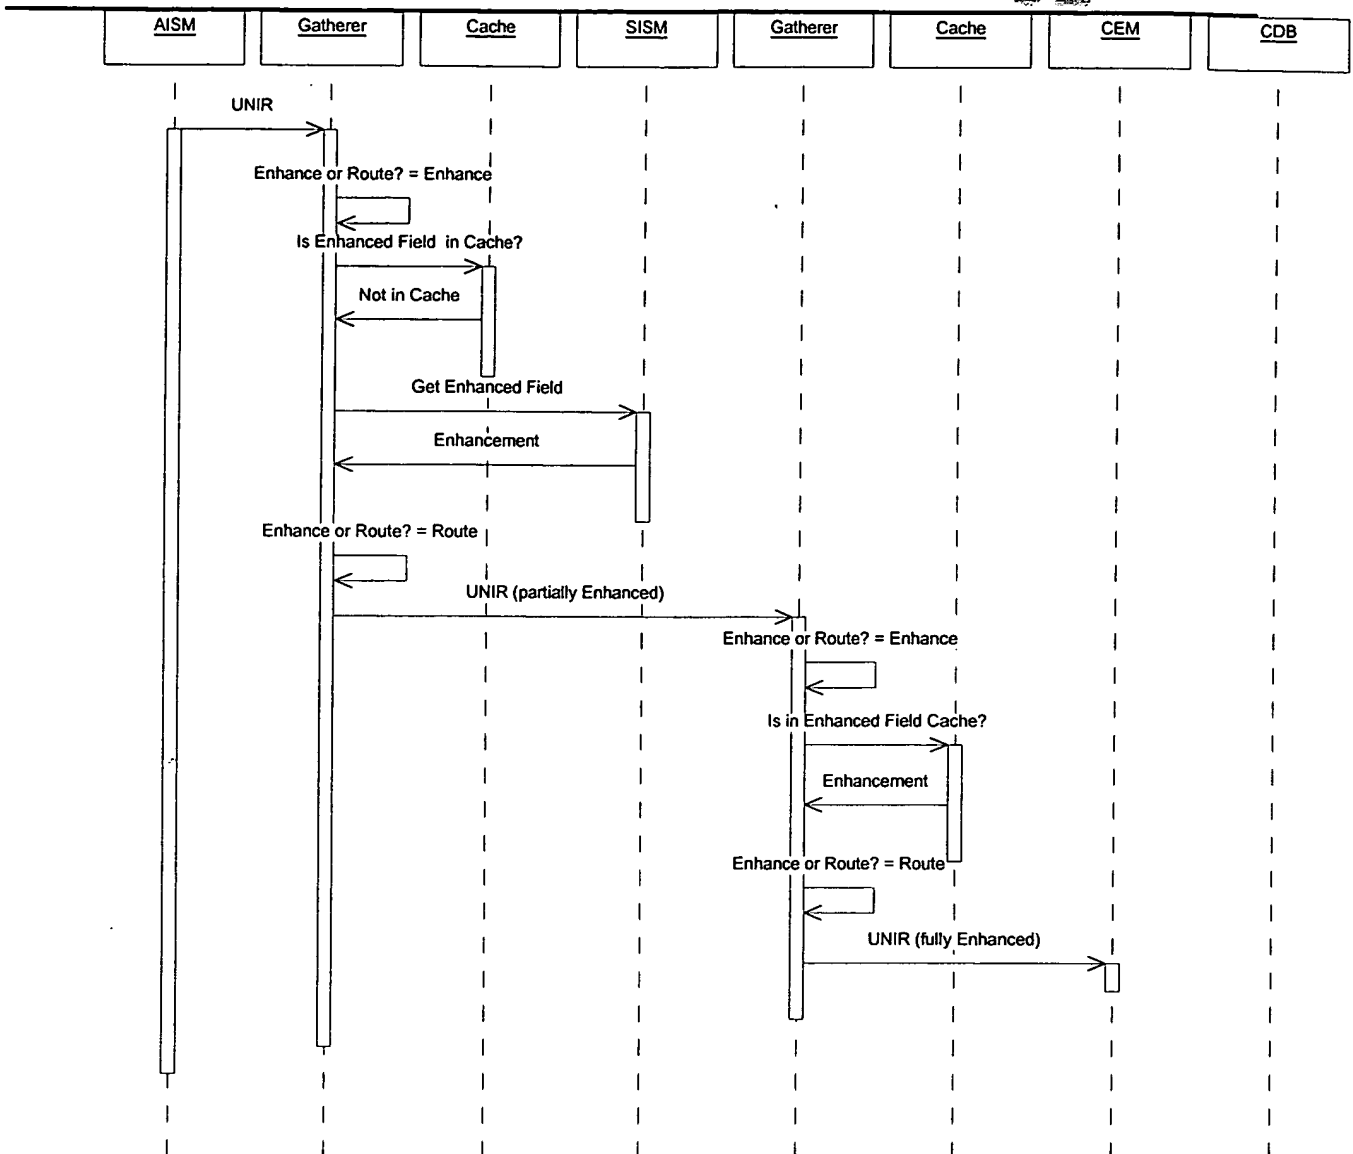 AISM
Gatherer
Cache
SISM
Gatherer
Cache
CEM
CDB
UNIR
Enhance or Route? = Enhance
Is Enhanced Field in Cache?
Not in Cache
Get Enhanced Field
Enhancement
Enhance or Route? = Route
UNIR (partially Enhanced)
Enhance or Route? = Enhance
Is in Enhanced Field Cache?
Enhancement
Enhance or Route? = Route
UNIR (fully Enhanced)